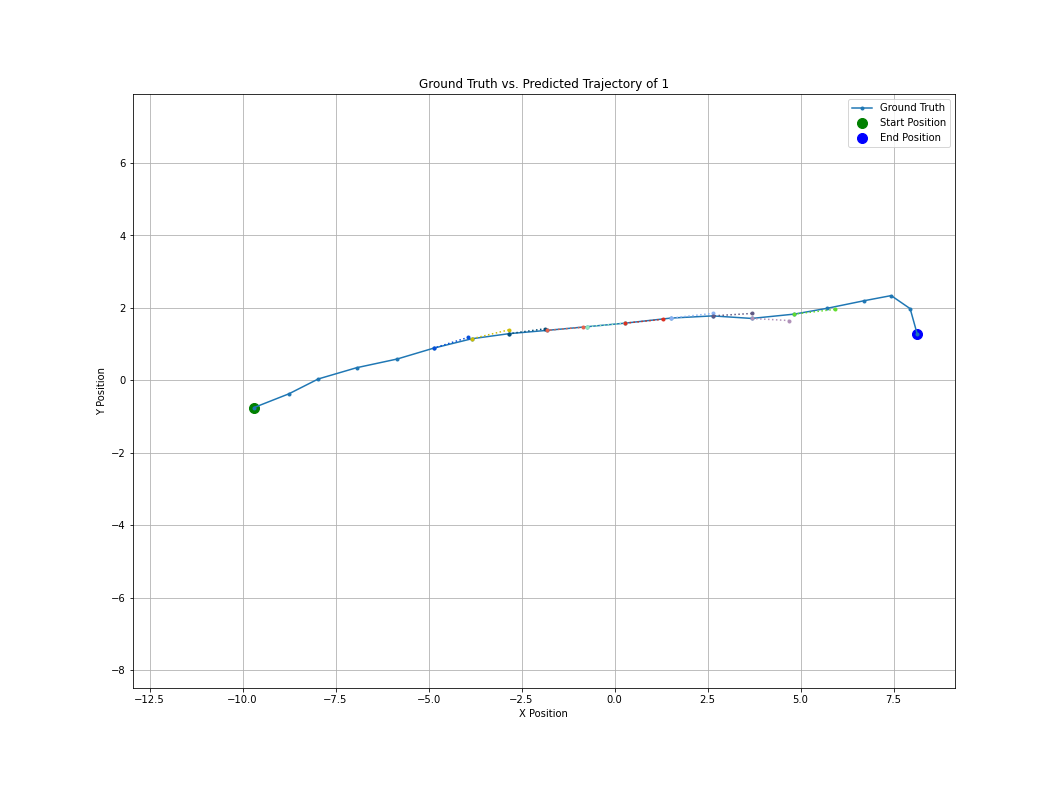 Ground Truth vs. Predicted Trajectory of 1
Ground Truth
Start Position
End Position
6
4
2
0
−2
−4
−6
−8
Y Position
−12.5 −10.0 −7.5 −5.0 −2.5 0.0 2.5 5.0 7.5
X Position